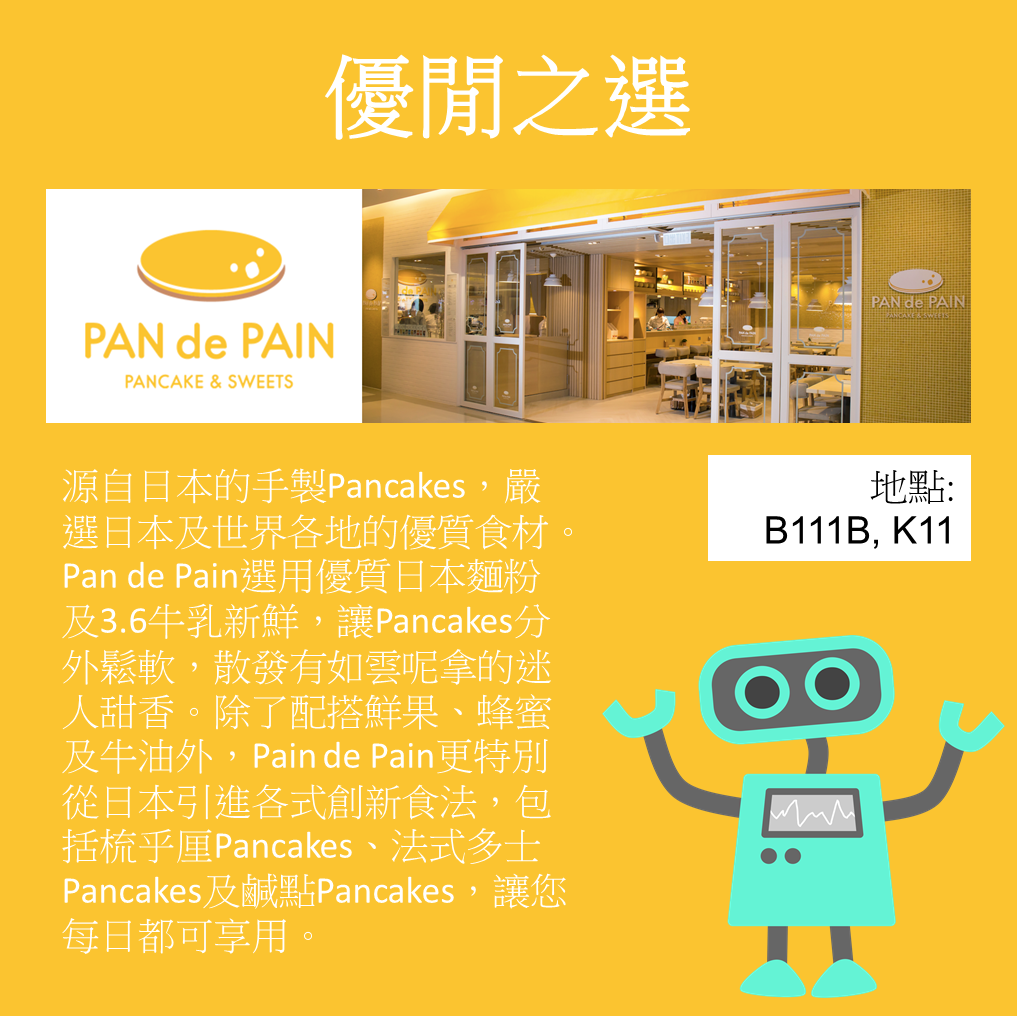 優閒之選
PAN de PAIN
PANCAKE & SWEETS
PAN de PAIN
PAN de PAIN
PANCAKE & SWEETS
源自日本的手製Pancakes，嚴
選日本及世界各地的優質食材。
Pan de Pain選用優質日本麵粉
及3.6牛乳新鮮，讓Pancakes分
外鬆軟，散發有如雲呢拿的迷
人甜香。除了配搭鮮果、蜂蜜
及牛油外，Pain de Pain更特別
從日本引進各式創新食法，包
括梳乎厘Pancakes、法式多士
Pancakes及鹹點Pancakes，讓您
每日都可享用。
地點:
B111B, K11